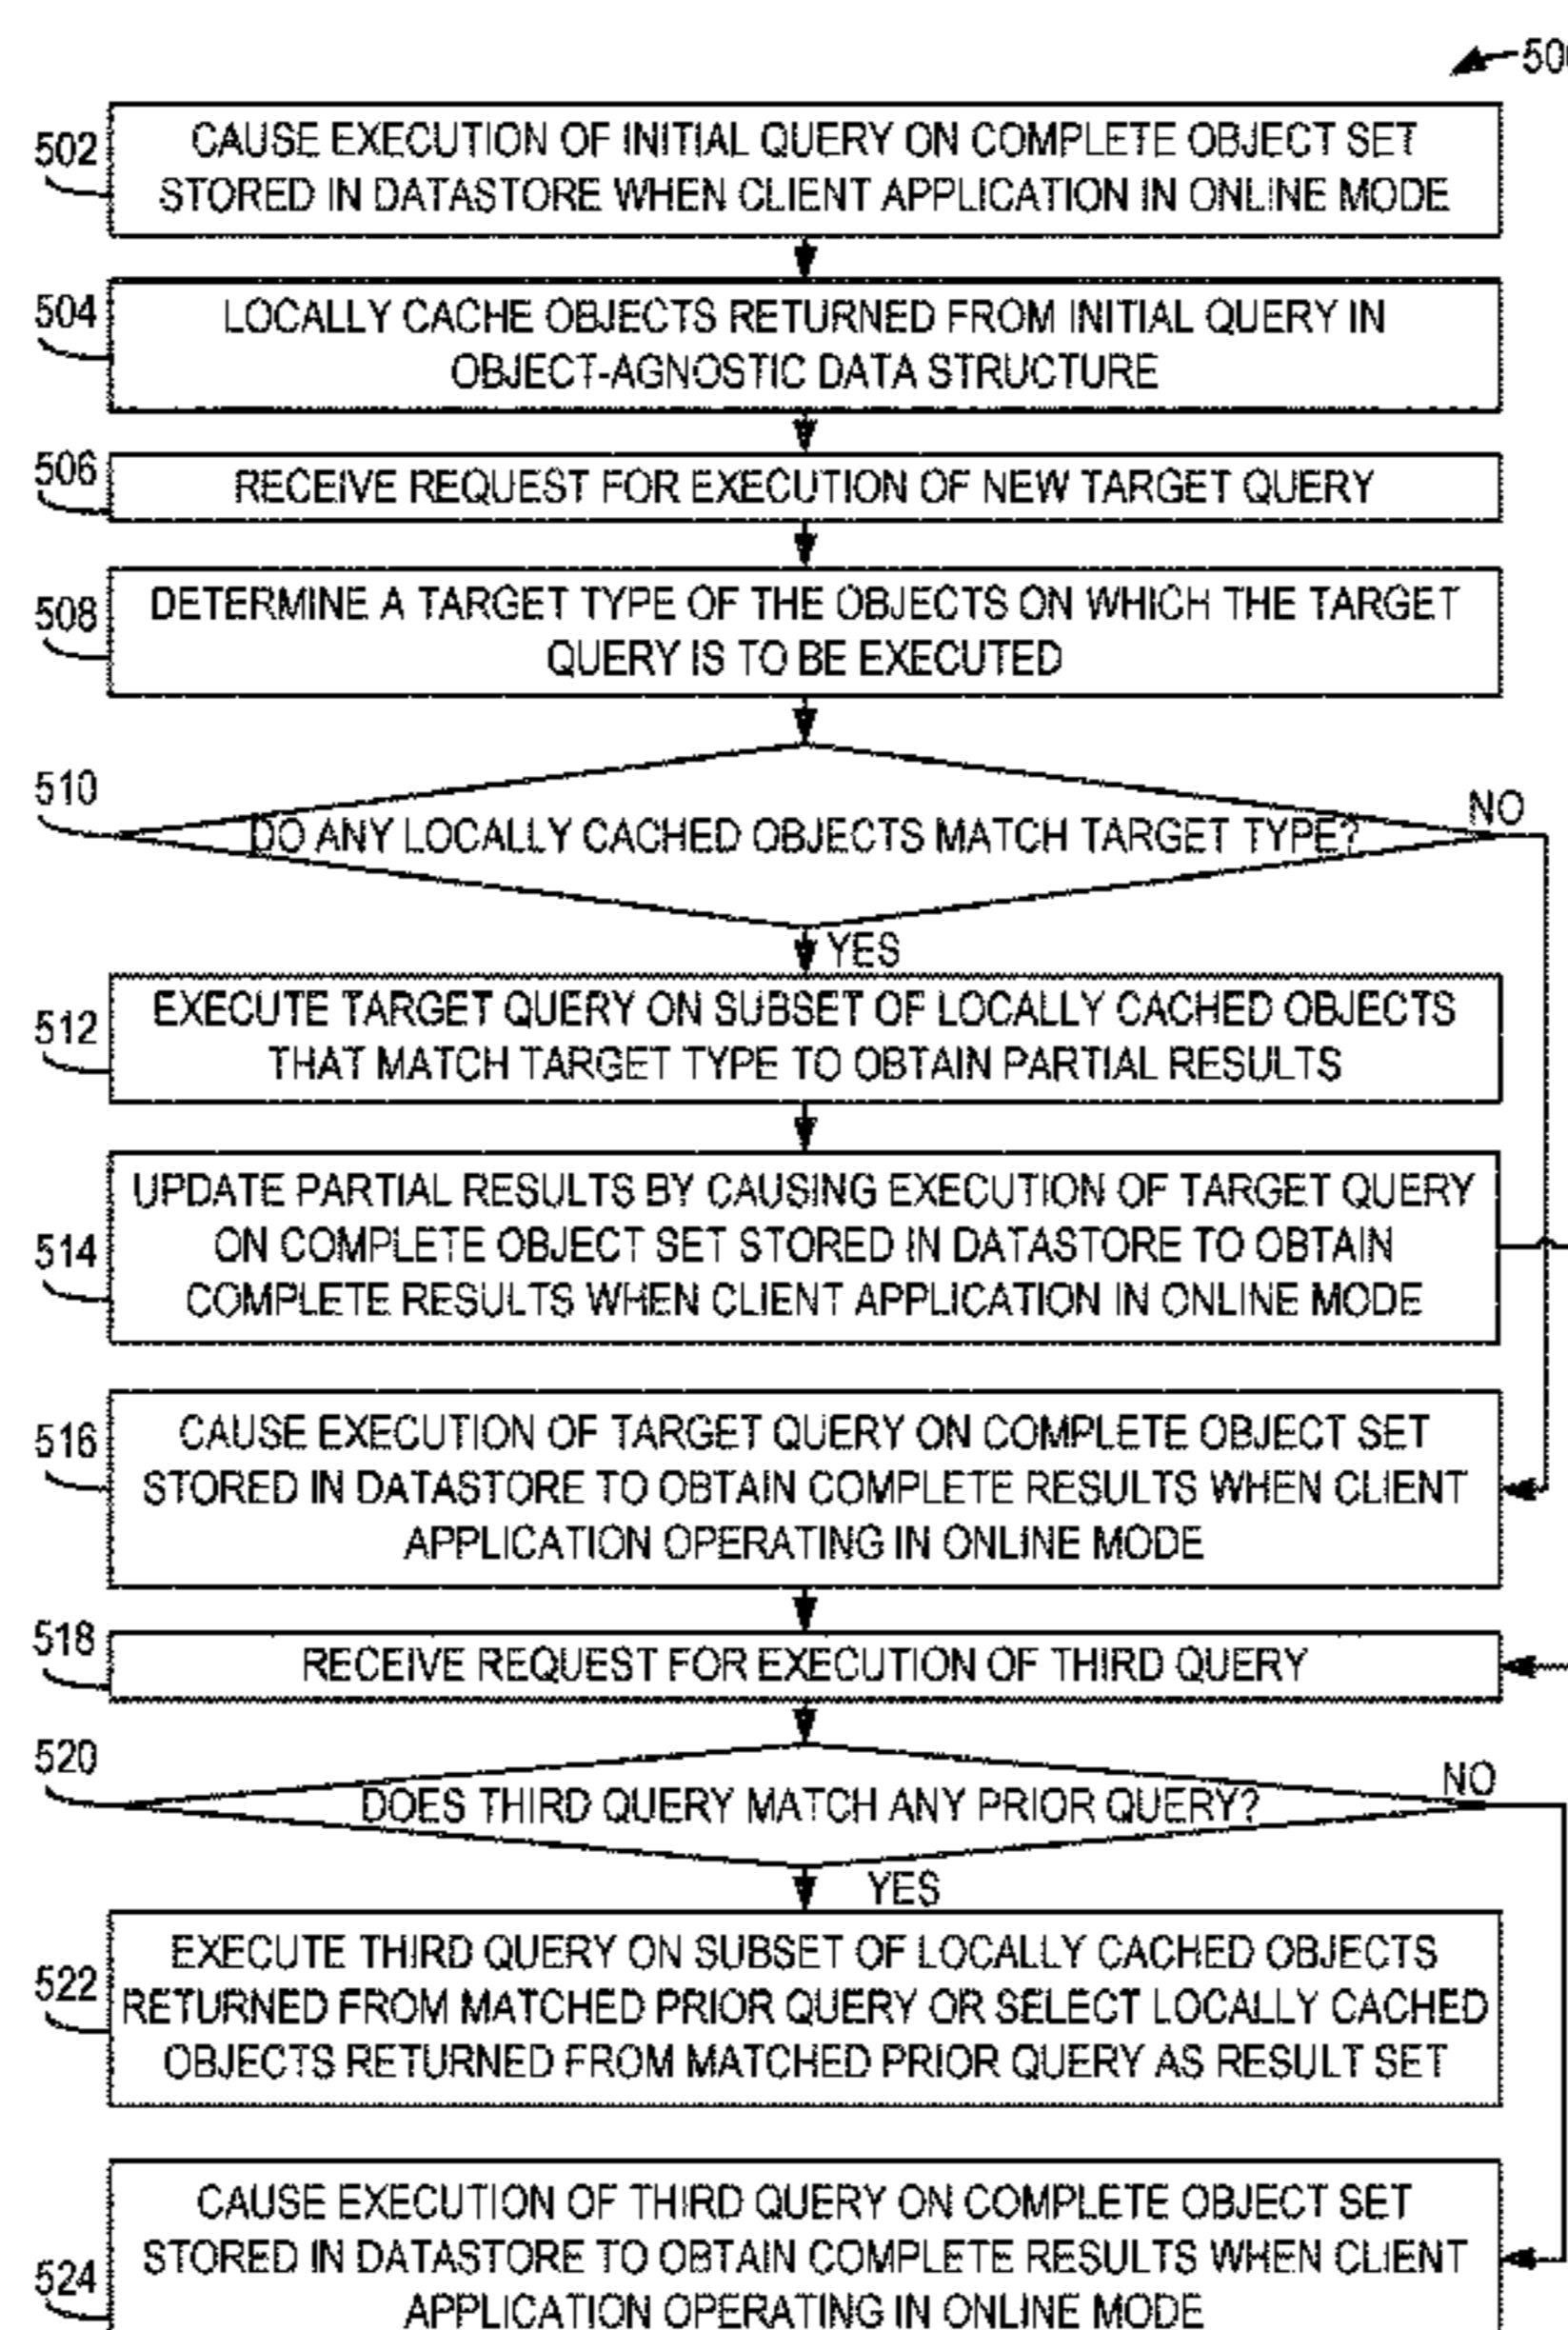 502
CAUSE EXECUTION OF INITIAL QUERY ON COMPLETE OBJECT SET
STORED IN DATASTORE WHEN CLIENT APPLICATION IN ONLINE MODE
504
LOCALLY CACHE OBJECTS RETURNED FROM INITIAL QUERY IN
OBJECT-AGNOSTIC DATA STRUCTURE
506
RECEIVE REQUEST FOR EXECUTION OF NEW TARGET QUERY
508
DETERMINE A TARGET TYPE OF THE OBJECTS ON WHICH THE TARGET
QUERY IS TO BE EXECUTED
510
DO ANY LOCALLY CACHED OBJECTS MATCH TARGET TYPE?
NO
YES
512
EXECUTE TARGET QUERY ON SUBSET OF LOCALLY CACHED OBJECTS
THAT MATCH TARGET TYPE TO OBTAIN PARTIAL RESULTS
514
UPDATE PARTIAL RESULTS BY CAUSING EXECUTION OF TARGET QUERY
ON COMPLETE OBJECT SET STORED IN DATASTORE TO OBTAIN
COMPLETE RESULTS WHEN CLIENT APPLICATION IN ONLINE MODE
516
CAUSE EXECUTION OF TARGET QUERY ON COMPLETE OBJECT SET
STORED IN DATASTORE TO OBTAIN COMPLETE RESULTS WHEN CLIENT
APPLICATION OPERATING IN ONLINE MODE
518
RECEIVE REQUEST FOR EXECUTION OF THIRD QUERY
520
DOES THIRD QUERY MATCH ANY PRIOR QUERY?
NO
YES
522
EXECUTE THIRD QUERY ON SUBSET OF LOCALLY CACHED OBJECTS
RETURNED FROM MATCHED PRIOR QUERY OR SELECT LOCALLY CACHED
OBJECTS RETURNED FROM MATCHED PRIOR QUERY AS RESULT SET
524
CAUSE EXECUTION OF THIRD QUERY ON COMPLETE OBJECT SET
STORED IN DATASTORE TO OBTAIN COMPLETE RESULTS WHEN CLIENT
APPLICATION OPERATING IN ONLINE MODE